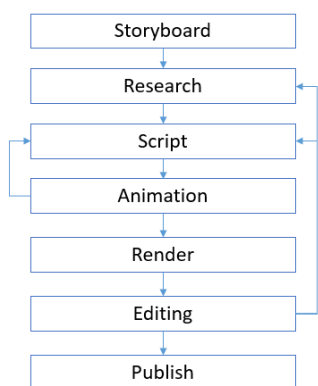 Storyboard
Research
Script
Animation
Render
Editing
Publish